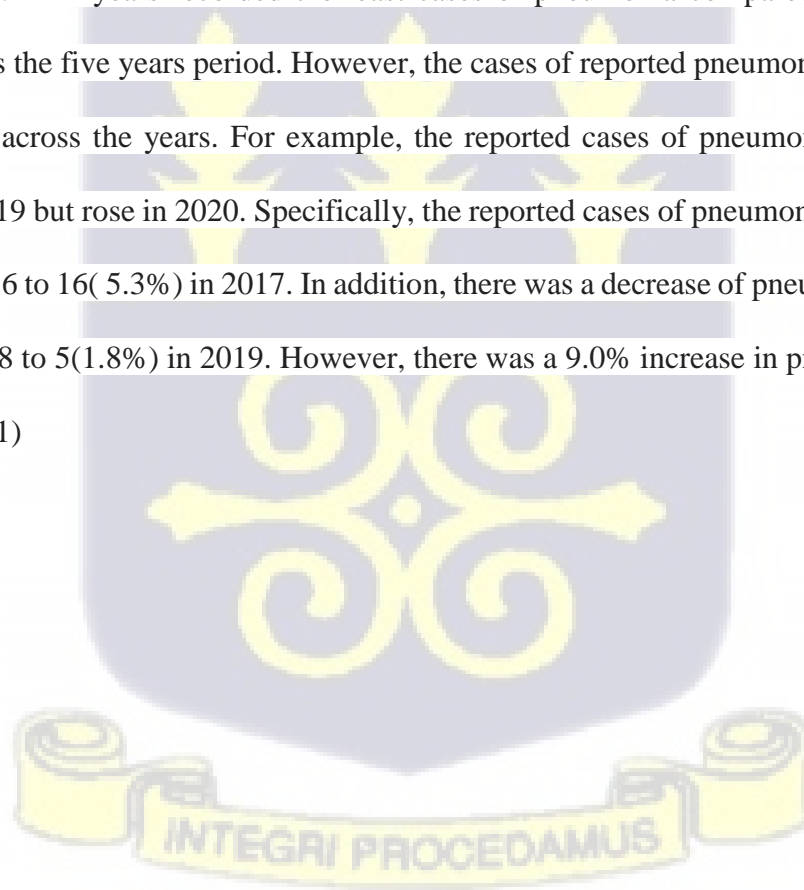 s the five years period. However, the cases of reported pneumon
across the years. For example, the reported cases of pneumon
19 but rose in 2020. Specifically, the reported cases of pneumon
6 to 16( 5.3%) in 2017. In addition, there was a decrease of pneu
8 to 5(1.8%) in 2019. However, there was a 9.0% increase in p
1)
INTEGRI PROCEDAMUS